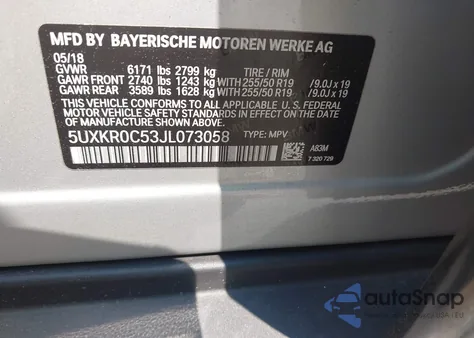 MFD BY BAYERISCHE MOTOREN WERKE AG
05/18
GVWR 6171 lbs 2799 kg TIRE / RIM
GAWR FRONT 2740 lbs 1243 kg WITH 255/50 R19 /9.0J x 19
GAWR REAR 3589 lbs 1628 kg WITH 255/50 R19 /9.0J x 19
THIS VEHICLE CONFORMS TO ALL APPLICABLE U.S. FEDERAL
MOTOR VEHICLE SAFETY STANDARDS IN EFFECT ON THE
DATE OF MANUFACTURE SHOWN ABOVE.
5UXKR0C53JL073058 TYPE: MPV
A83M
7 320 729
autoSnap